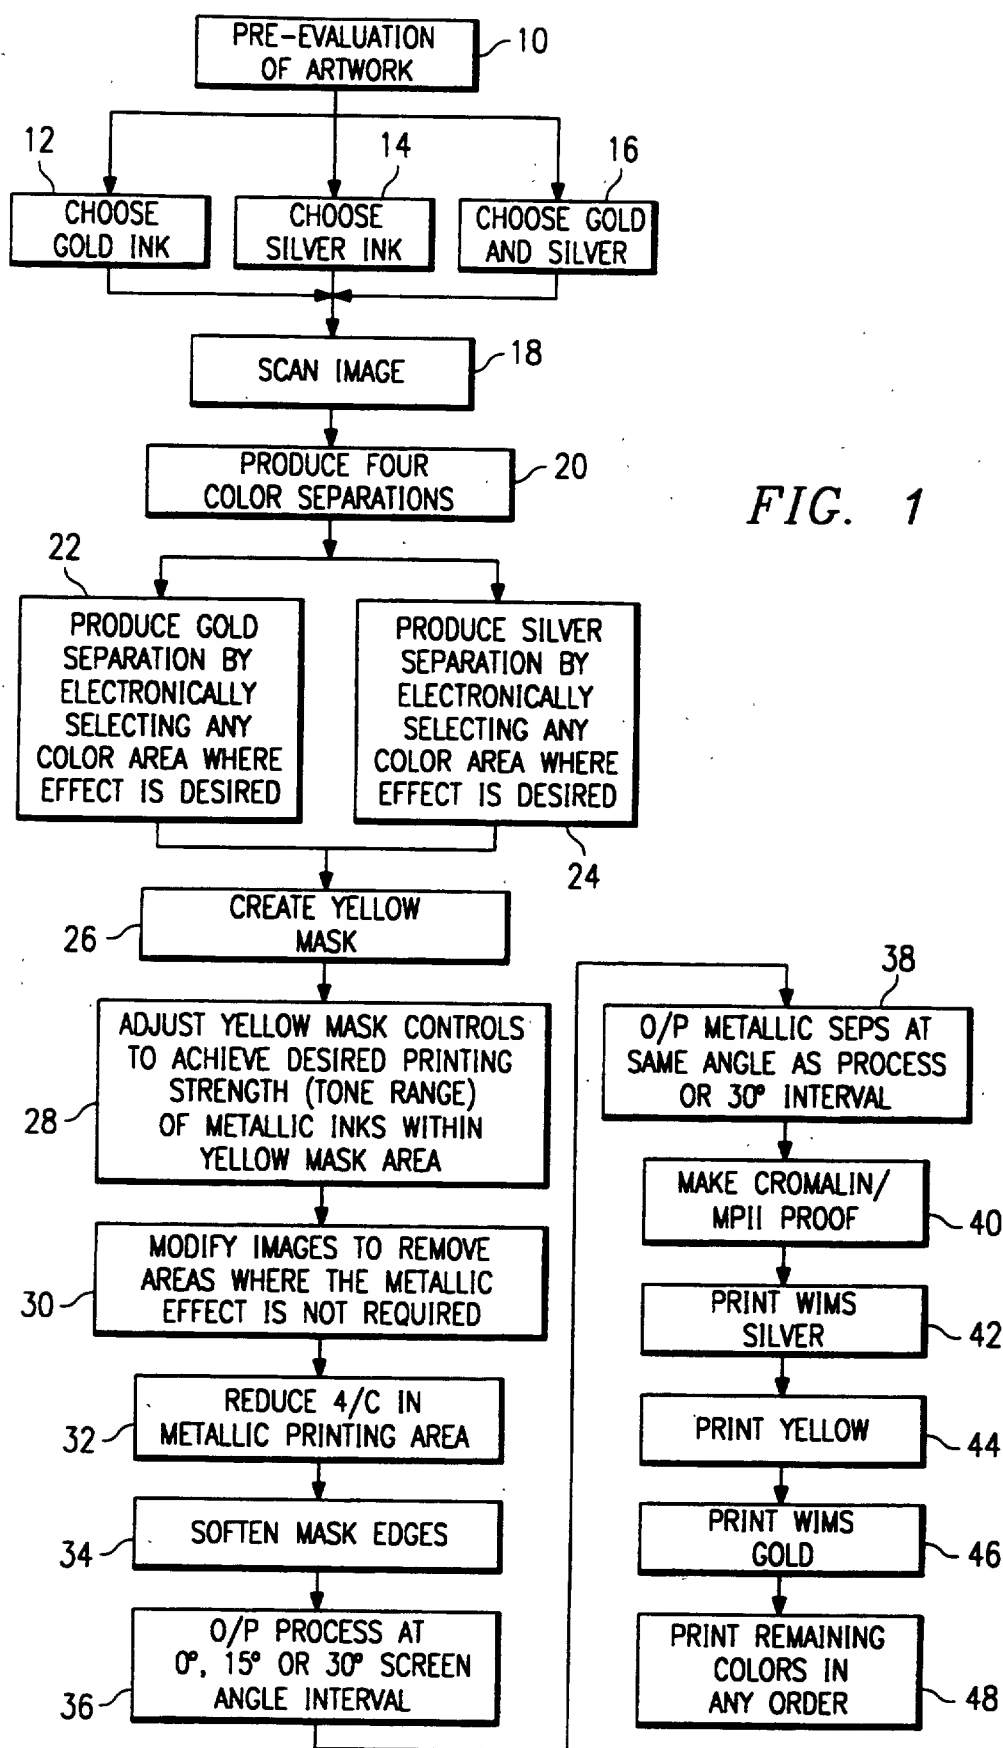 PRE-EVALUATION
OF ARTWORK
10
12
14
16
CHOOSE
GOLD INK
CHOOSE
SILVER INK
CHOOSE GOLD
AND SILVER
SCAN IMAGE
18
PRODUCE FOUR
COLOR SEPARATIONS
20
FIG. 1
22
PRODUCE GOLD
SEPARATION BY
ELECTRONICALLY
SELECTING ANY
COLOR AREA WHERE
EFFECT IS DESIRED
PRODUCE SILVER
SEPARATION BY
ELECTRONICALLY
SELECTING ANY
COLOR AREA WHERE
EFFECT IS DESIRED
24
CREATE YELLOW
MASK
26
ADJUST YELLOW MASK CONTROLS
TO ACHIEVE DESIRED PRINTING
STRENGTH (TONE RANGE)
OF METALLIC INKS WITHIN
YELLOW MASK AREA
28
MODIFY IMAGES TO REMOVE
AREAS WHERE THE METALLIC
EFFECT IS NOT REQUIRED
30
REDUCE 4/C IN
METALLIC PRINTING AREA
32
SOFTEN MASK EDGES
34
O/P PROCESS AT
0°, 15° OR 30° SCREEN
ANGLE INTERVAL
36
38
O/P METALLIC SEPS AT
SAME ANGLE AS PROCESS
OR 30° INTERVAL
MAKE CROMALIN/
MPII PROOF
40
PRINT WIMS
SILVER
42
PRINT YELLOW
44
PRINT WIMS
GOLD
46
PRINT REMAINING
COLORS IN
ANY ORDER
48